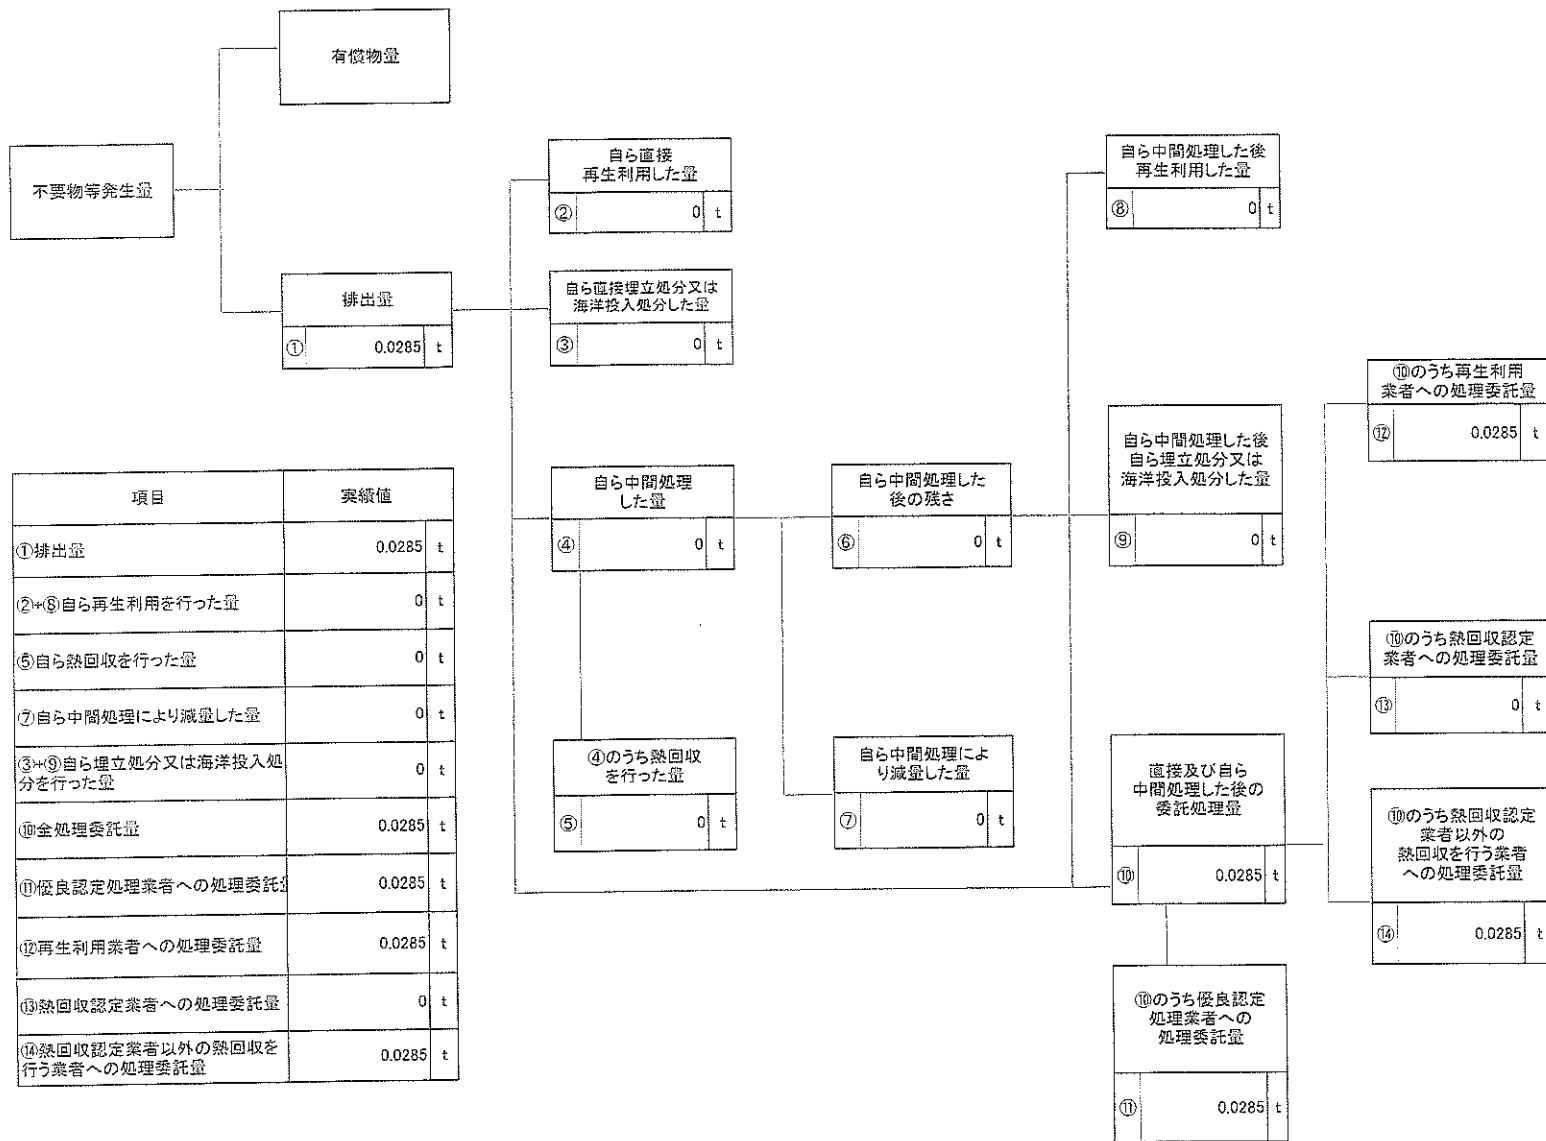 有償物量
不要物等発生量
排出量
① 0.0285 t
自ら直接
再生利用した量
② 0 t
自ら直接埋立処分又は
海洋投入処分した量
③ 0 t
自ら中間処理
した量
④ 0 t
④のうち熱回収
を行った量
⑤ 0 t
自ら中間処理した
後の残さ
⑥ 0 t
自ら中間処理によ
り減量した量
⑦ 0 t
自ら中間処理した後
再生利用した量
⑧ 0 t
自ら中間処理した後
自ら埋立処分又は
海洋投入処分した量
⑨ 0 t
直接及び自ら
中間処理した後の
委託処理量
⑩ 0.0285 t
⑩のうち優良認定
処理業者への
処理委託量
⑪ 0.0285 t
⑩のうち再生利用
業者への処理委託量
⑫ 0.0285 t
⑩のうち熱回収認定
業者への処理委託量
⑬ 0 t
⑩のうち熱回収認定
業者以外の
熱回収を行う業者
への処理委託量
⑭ 0.0285 t
項目 実績値
①排出量 0.0285 t
②+⑧自ら再生利用を行った量 0 t
⑤自ら熱回収を行った量 0 t
⑦自ら中間処理により減量した量 0 t
③+⑨自ら埋立処分又は海洋投入処
分を行った量 0 t
⑩全処理委託量 0.0285 t
⑪優良認定処理業者への処理委託 0.0285 t
⑫再生利用業者への処理委託量 0.0285 t
⑬熱回収認定業者への処理委託量 0 t
⑭熱回収認定業者以外の熱回収を
行う業者への処理委託量 0.0285 t